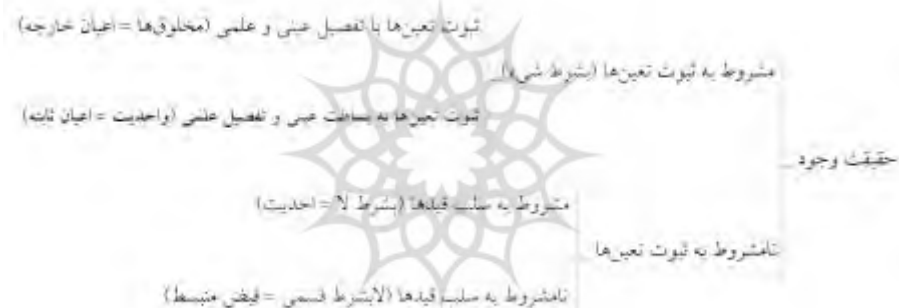 ثبوت تعین‌ها با تفصیل عینی و علمی (مخلوق‌ها = اعیان خارجه)
مشروط به ثبوت تعین‌ها (بشرط شیء)
ثبوت تعین‌ها به بساطت عینی و تفصیل علمی (واحدیت = اعیان ثابته)
حقیقت وجود
مشروط به سلب قیدها (بشرط لا = احدیت)
نامشروط به ثبوت تعین‌ها
نامشروط به سلب قیدها (لابشرط قسمی = فیض منبسط)